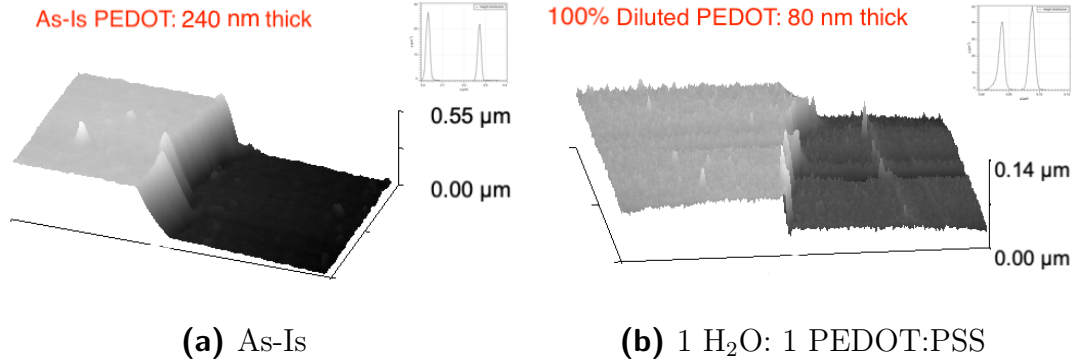 As-Is PEDOT: 240 nm thick
0.55 µm
0.00 µm
(a) As-Is
100% Diluted PEDOT: 80 nm thick
0.14 µm
0.00 µm
(b) 1 H₂O: 1 PEDOT:PSS